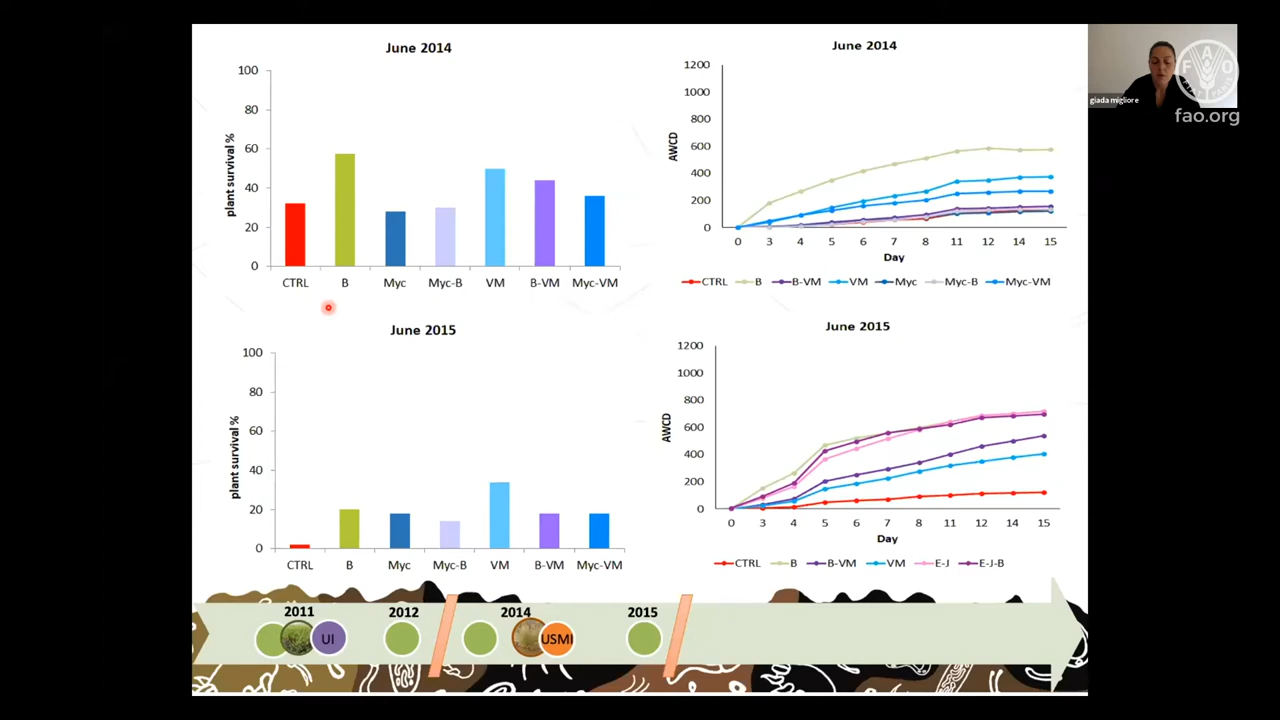 June 2014
100
80
60
40
20
0
plant survival %
CTRL B Myc Myc-B VM B-VM Myc-VM
June 2014
1200
1000
800
600
400
200
0
AWCD
0 3 4 5 6 7 8 11 12 14 15
Day
CTRL B B-VM VM Myc Myc-B Myc-VM
giada migliore
F A O
FIAT PANIS
fao.org
June 2015
100
80
60
40
20
0
plant survival %
CTRL B Myc Myc-B VM B-VM Myc-VM
June 2015
1200
1000
800
600
400
200
0
AWCD
0 3 4 5 6 7 8 11 12 14 15
Day
CTRL B B-VM VM E-J E-J-B
2011 2012 2014 2015
UI USMI